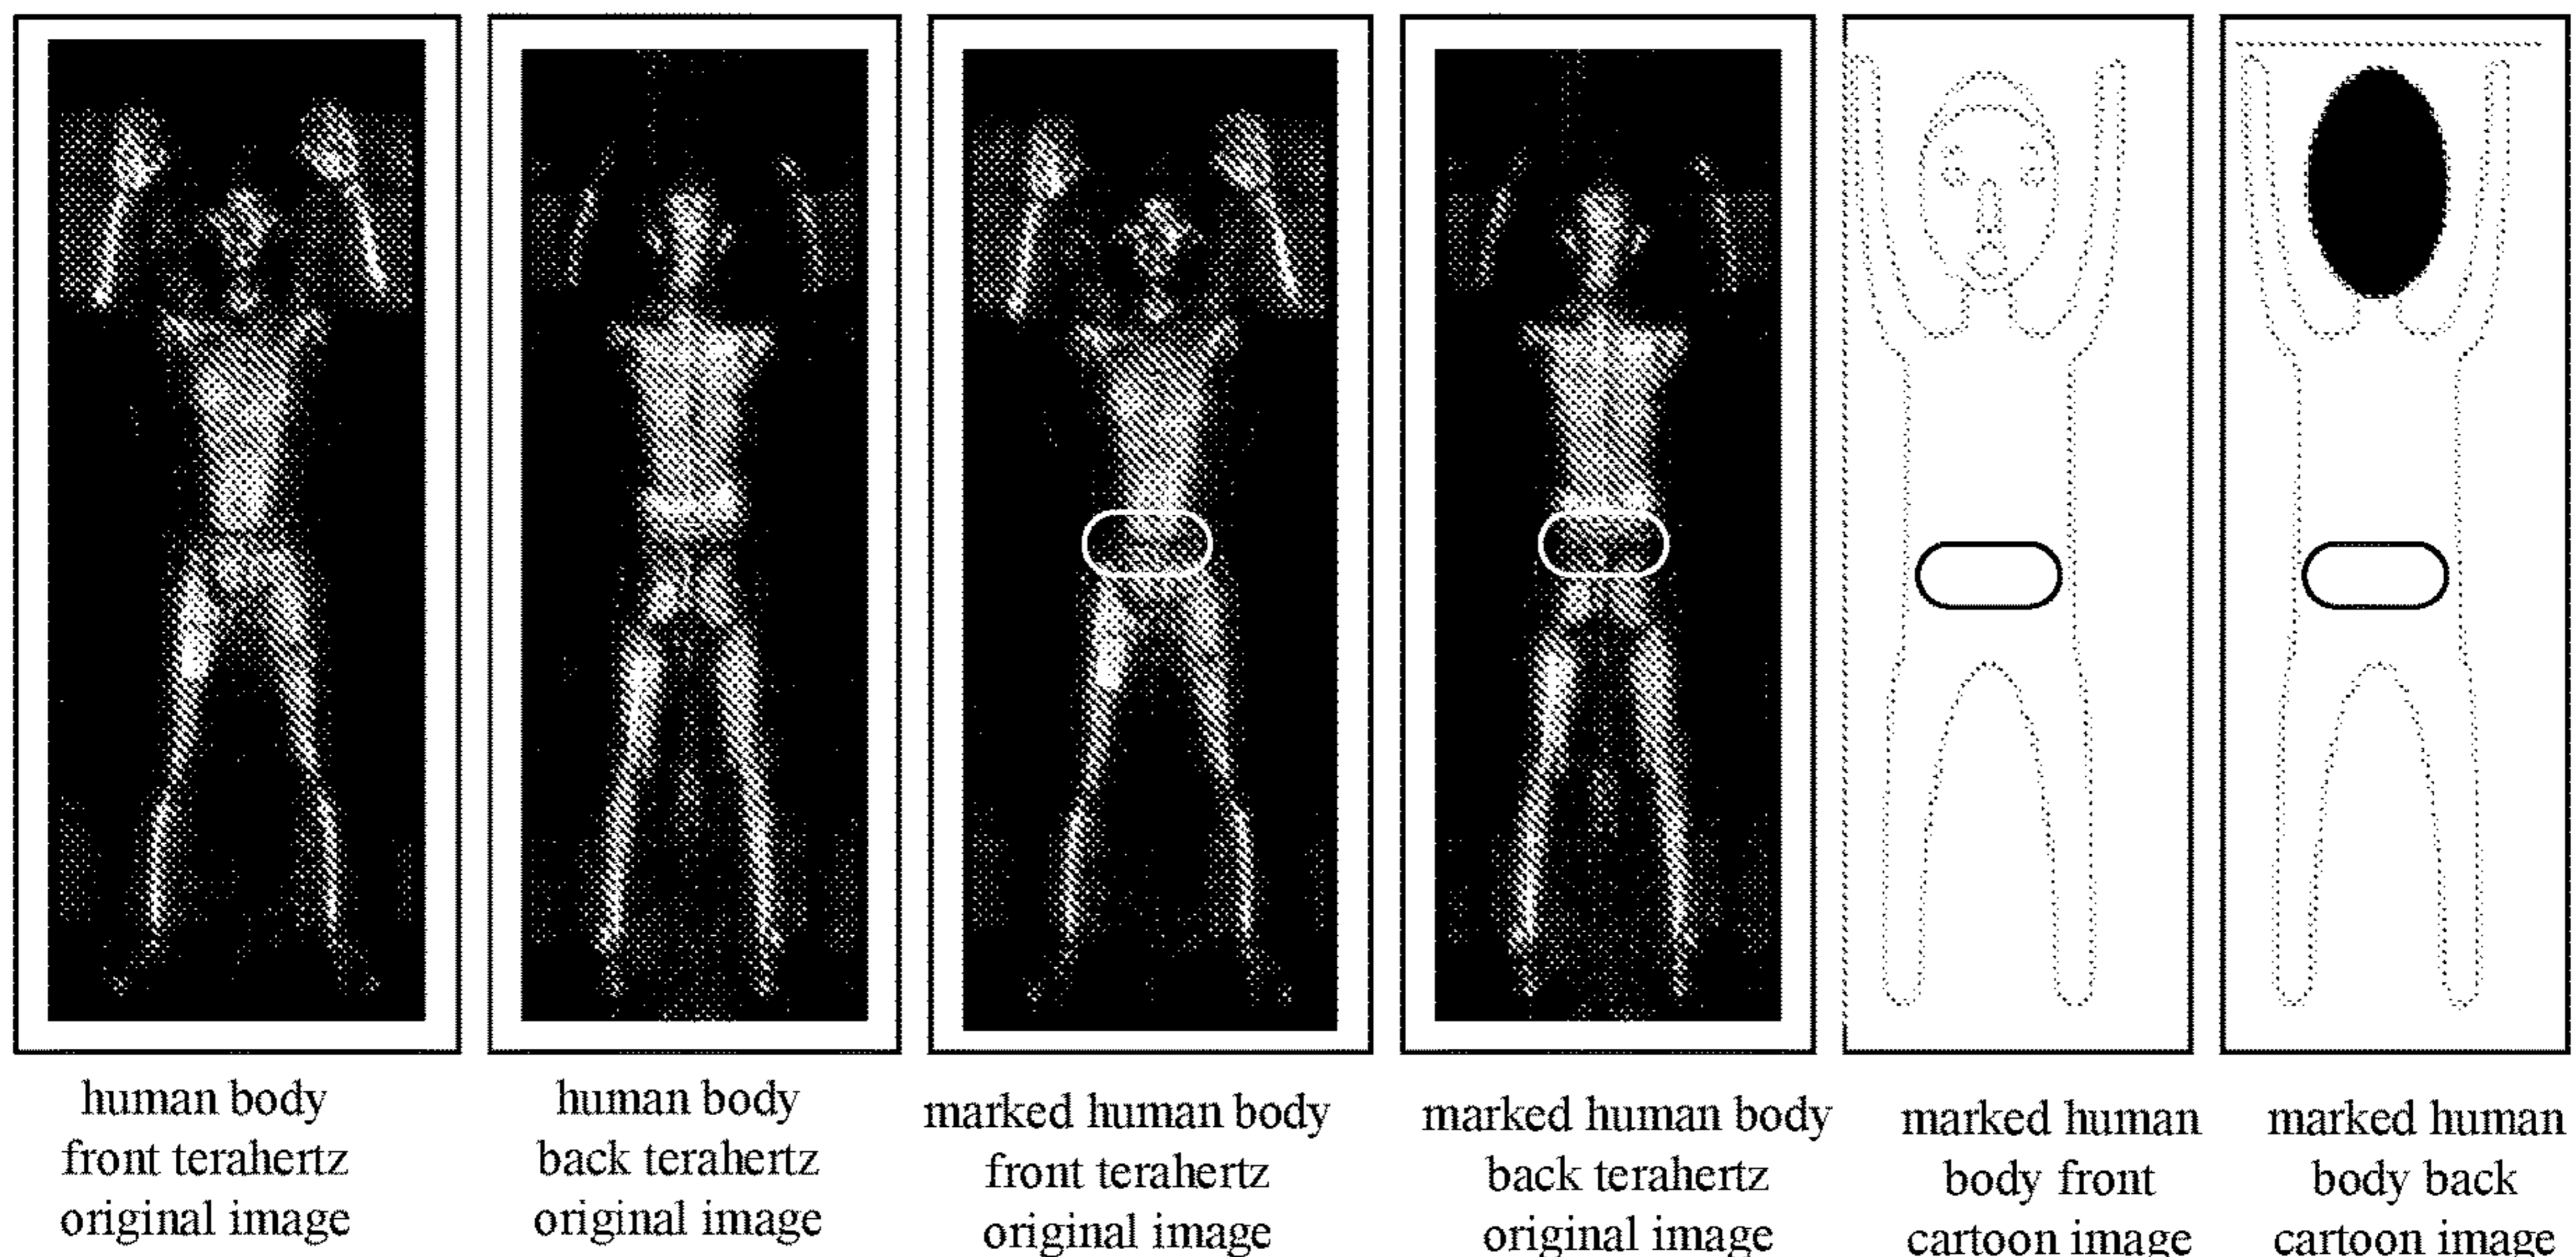 human body
front terahertz
original image
human body
back terahertz
original image
marked human body
front terahertz
original image
marked human body
back terahertz
original image
marked human
body front
cartoon image
marked human
body back
cartoon image